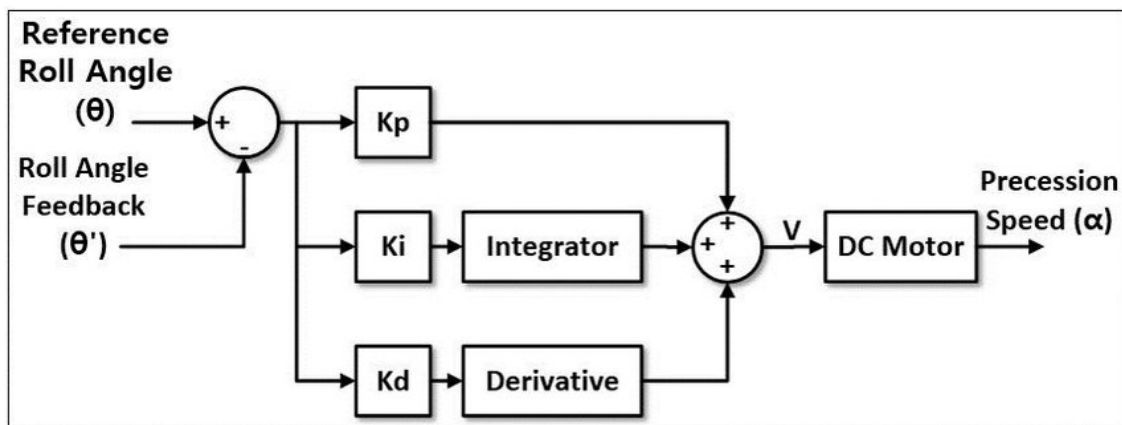 Reference
Roll Angle
(θ)
+
-
Roll Angle
Feedback
(θ')
Kp
Ki
Integrator
Kd
Derivative
+
+
+
V
DC Motor
Precession
Speed (α)